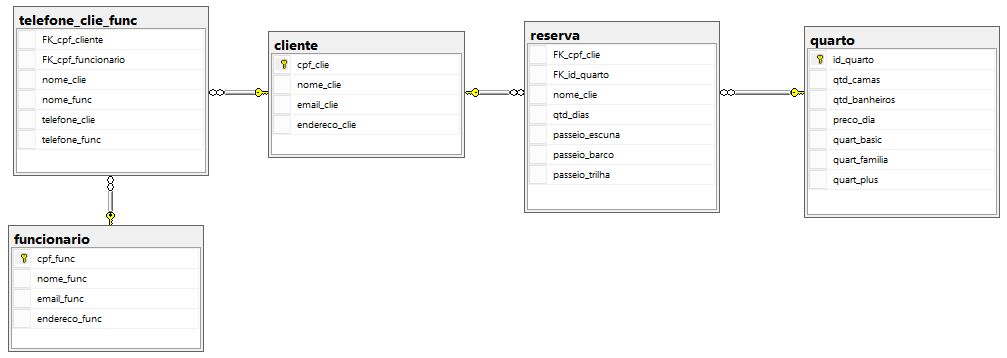 telefone_clie_func
FK_cpf_cliente
FK_cpf_funcionario
nome_clie
nome_func
telefone_clie
telefone_func
cliente
cpf_clie
nome_clie
email_clie
endereco_clie
reserva
FK_cpf_clie
FK_id_quarto
nome_clie
qtd_dias
passeio_escuna
passeio_barco
passeio_trilha
quarto
id_quarto
qtd_camas
qtd_banheiros
preco_dia
quart_basic
quart_familia
quart_plus
funcionario
cpf_func
nome_func
email_func
endereco_func